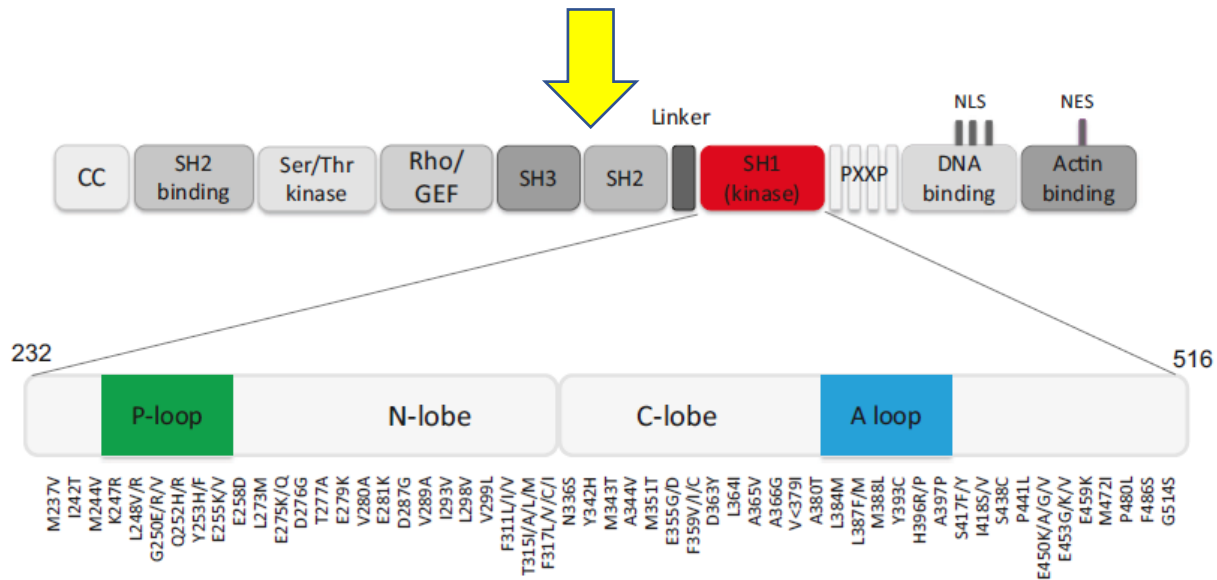 Linker
NLS
NES
CC
SH2
binding
Ser/Thr
kinase
Rho/
GEF
SH3
SH2
SH1
(kinase)
PXXP
DNA
binding
Actin
binding
232
516
P-loop
N-lobe
C-lobe
A loop
M237V
I242T
M244V
K247R
L248V/R
G250E/R/V
Q252H/R
Y253H/F
E255K/V
E258D
L273M
E275K/Q
D276G
T277A
E279K
V280A
E281K
D287G
V289A
I293V
L298V
V299L
F311L/I/V
T315I/A/L/M
F317L/V/C/I
N336S
Y342H
M343T
A344V
M351T
E355G/D
F359V/I/C
D363Y
L364I
A365V
A366G
V<379I
A380T
L384M
L387F/M
M388L
Y393C
H396R/P
A397P
S417F/Y
I418S/V
S438C
P441L
E450K/A/G/V
E453G/K/V
E459K
M472I
P480L
F486S
G514S